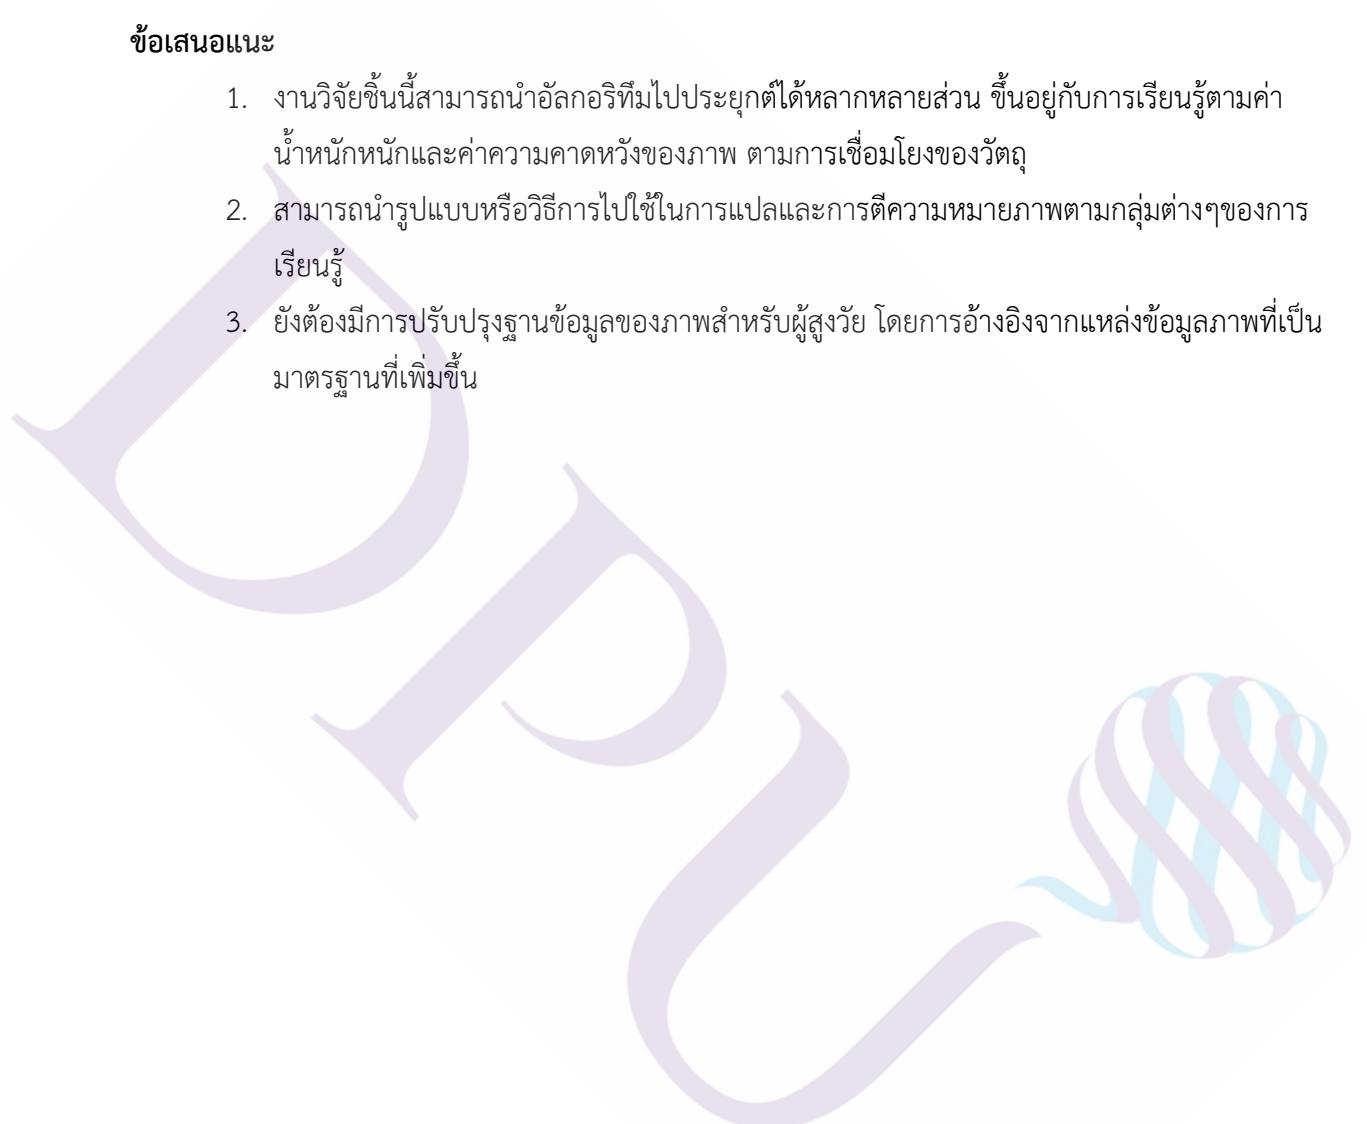 ข้อเสนอแนะ
1. งานวิจัยชิ้นนี้สามารถนำอัลกอริทึมไปประยุกต์ได้หลากหลายส่วน ขึ้นอยู่กับการเรียนรู้ตามค่า
น้ำหนักหนักและค่าความคาดหวังของภาพ ตามการเชื่อมโยงของวัตถุ
2. สามารถนำรูปแบบหรือวิธีการไปใช้ในการแปลและการตีความหมายภาพตามกลุ่มต่างๆของการ
เรียนรู้
3. ยังต้องมีการปรับปรุงฐานข้อมูลของภาพสำหรับผู้สูงวัย โดยการอ้างอิงจากแหล่งข้อมูลภาพที่เป็น
มาตรฐานที่เพิ่มขึ้น
DPU